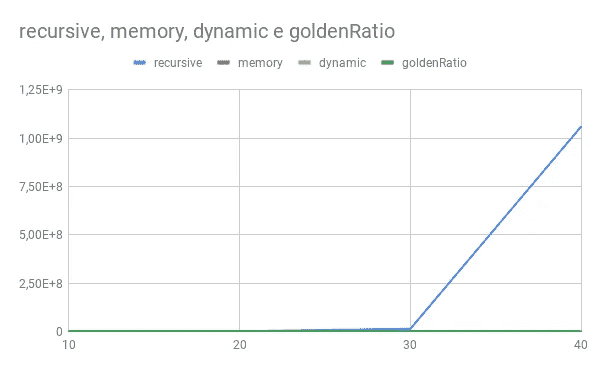 recursive, memory, dynamic e goldenRatio
recursive memory dynamic goldenRatio
1,25E+9
1,00E+9
7,50E+8
5,00E+8
2,50E+8
0
10 20 30 40